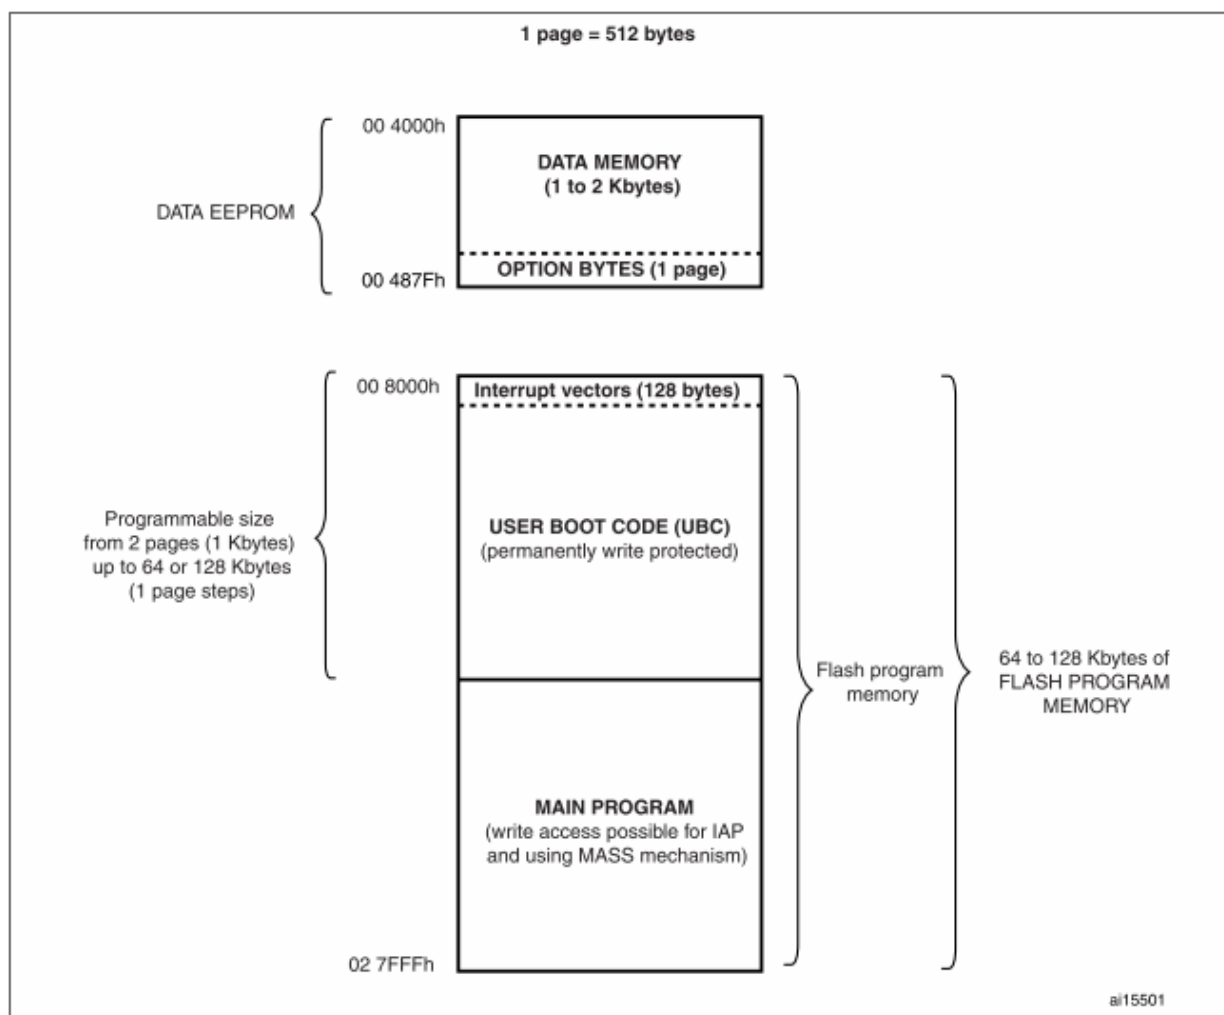 1 page = 512 bytes
00 4000h
DATA MEMORY
(1 to 2 Kbytes)
DATA EEPROM
OPTION BYTES (1 page)
00 487Fh
00 8000h
Interrupt vectors (128 bytes)
Programmable size
from 2 pages (1 Kbytes)
up to 64 or 128 Kbytes
(1 page steps)
USER BOOT CODE (UBC)
(permanently write protected)
Flash program
memory
64 to 128 Kbytes of
FLASH PROGRAM
MEMORY
MAIN PROGRAM
(write access possible for IAP
and using MASS mechanism)
02 7FFFh
ai15501